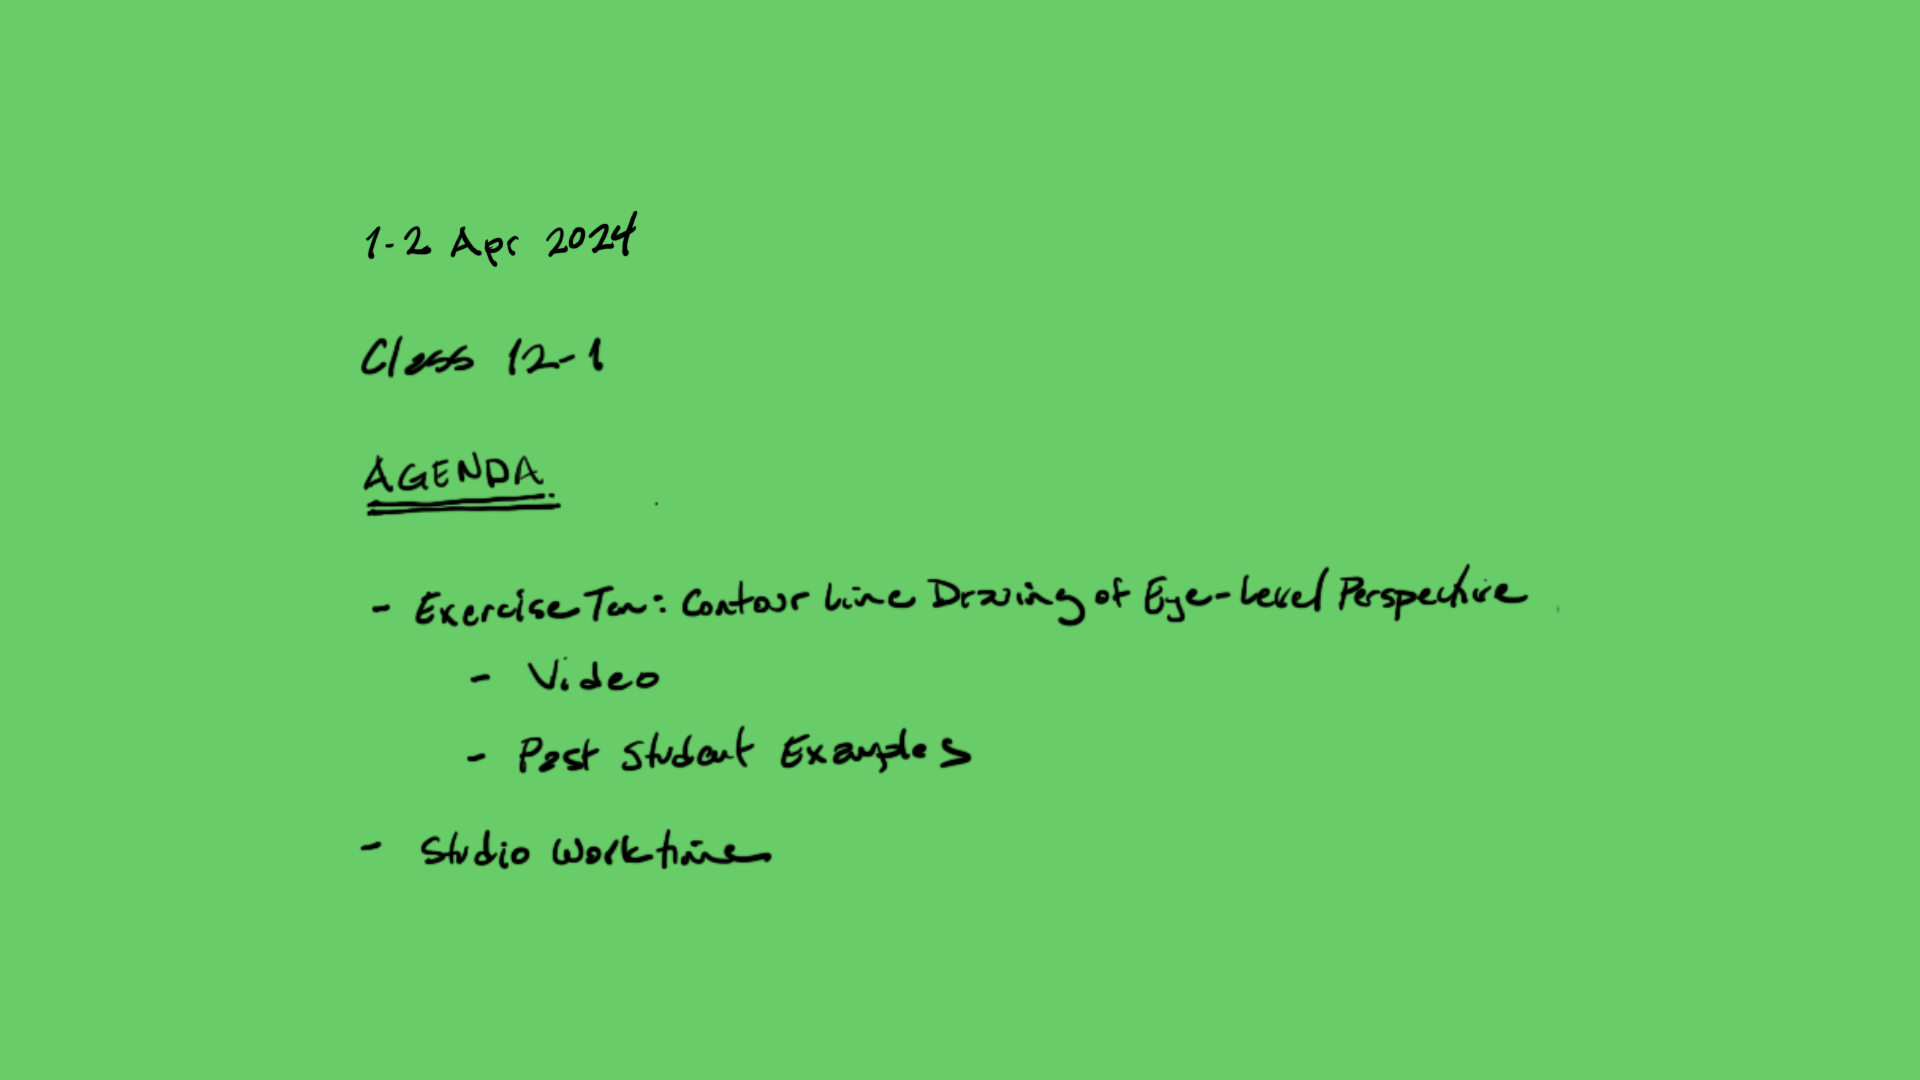 1-2 Apr 2024
Class 12-1
AGENDA
- Exercise Ten: Contour Line Drawing of Eye-Level Perspective
- Video
- Past Student Examples
- Studio Worktime